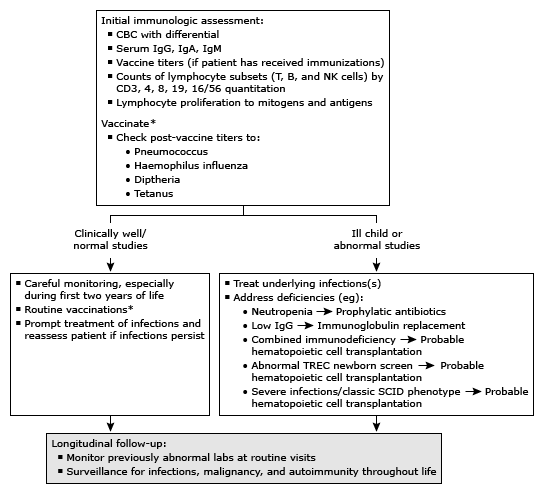 Initial immunologic assessment:
▪ CBC with differential
▪ Serum IgG, IgA, IgM
▪ Vaccine titers (if patient has received immunizations)
▪ Counts of lymphocyte subsets (T, B, and NK cells) by
CD3, 4, 8, 19, 16/56 quantitation
▪ Lymphocyte proliferation to mitogens and antigens
Vaccinate*
▪ Check post-vaccine titers to:
• Pneumococcus
• Haemophilus influenza
• Diptheria
• Tetanus
Clinically well/
normal studies
▪ Careful monitoring, especially
during first two years of life
▪ Routine vaccinations*
▪ Prompt treatment of infections and
reassess patient if infections persist
Ill child or
abnormal studies
▪ Treat underlying infections(s)
▪ Address deficiencies (eg):
• Neutropenia → Prophylatic antibiotics
• Low IgG → Immunoglobulin replacement
• Combined immunodeficiency → Probable
hematopoietic cell transplantation
• Abnormal TREC newborn screen → Probable
hematopoietic cell transplantation
• Severe infections/classic SCID phenotype → Probable
hematopoietic cell transplantation
Longitudinal follow-up:
▪ Monitor previously abnormal labs at routine visits
▪ Surveillance for infections, malignancy, and autoimmunity throughout life